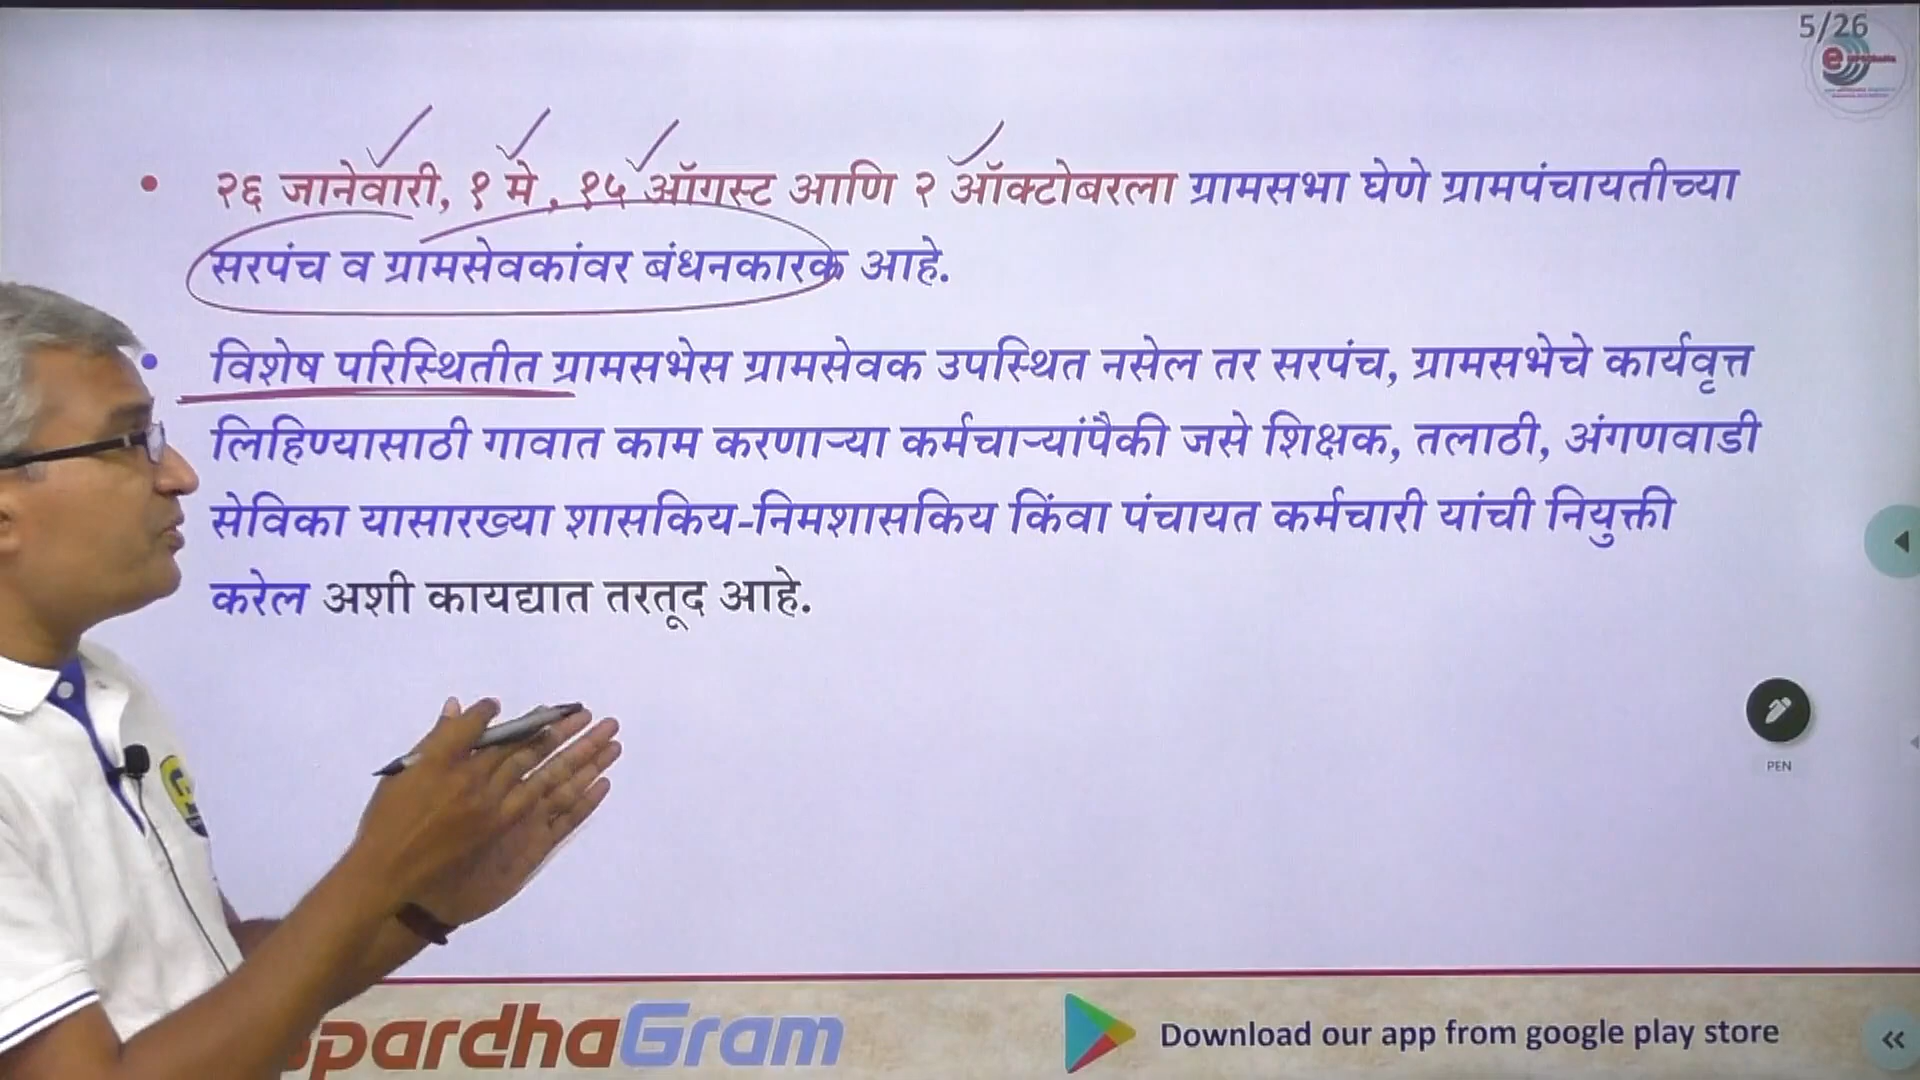 5/26
• २६ जानेवारी, १ मे , १५ ऑगस्ट आणि २ ऑक्टोबरला ग्रामसभा घेणे ग्रामपंचायतीच्या
सरपंच व ग्रामसेवकांवर बंधनकारक आहे.
• विशेष परिस्थितीत ग्रामसभेस ग्रामसेवक उपस्थित नसेल तर सरपंच, ग्रामसभेचे कार्यवृत्त
लिहिण्यासाठी गावात काम करणाऱ्या कर्मचाऱ्यांपैकी जसे शिक्षक, तलाठी, अंगणवाडी
सेविका यासारख्या शासकिय-निमशासकिय किंवा पंचायत कर्मचारी यांची नियुक्ती
करेल अशी कायद्यात तरतूद आहे.
PEN
spardhaGram
Download our app from google play store